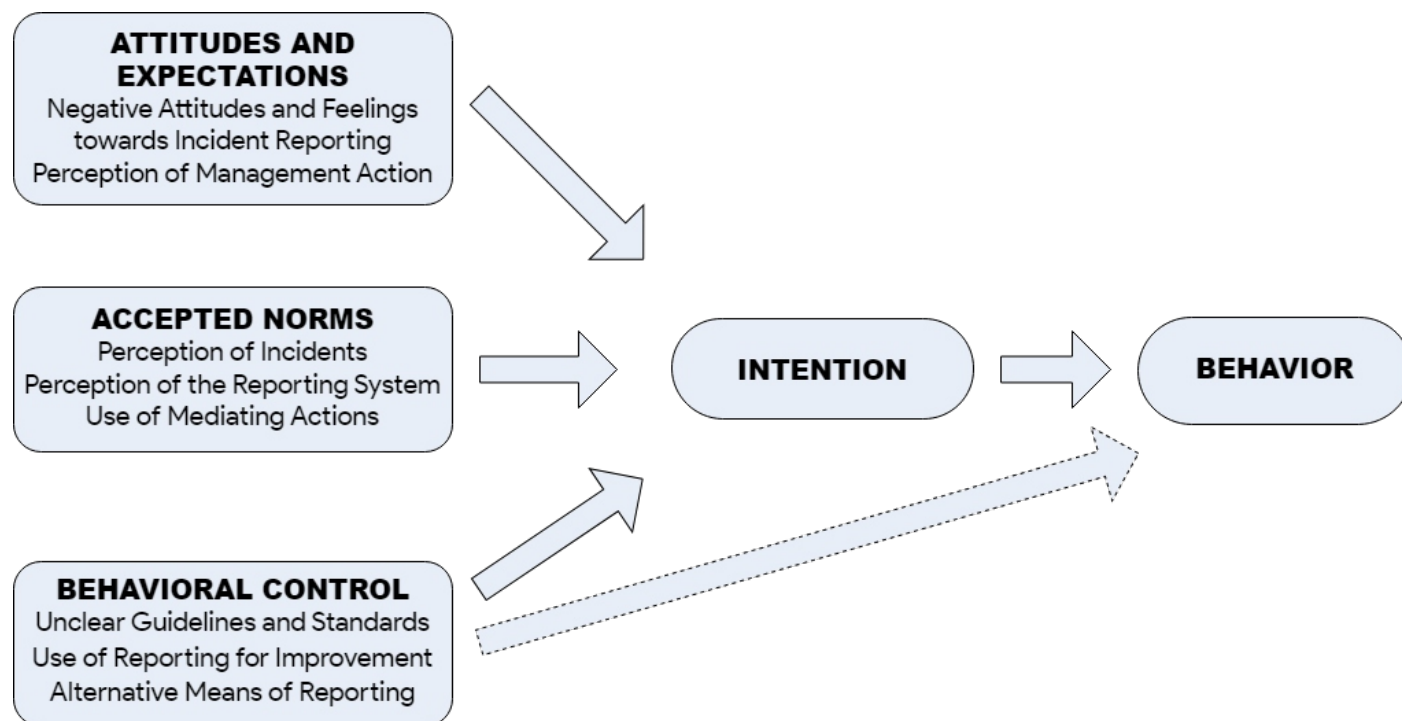 ATTITUDES AND
EXPECTATIONS
Negative Attitudes and Feelings
towards Incident Reporting
Perception of Management Action
ACCEPTED NORMS
Perception of Incidents
Perception of the Reporting System
Use of Mediating Actions
INTENTION
BEHAVIOR
BEHAVIORAL CONTROL
Unclear Guidelines and Standards
Use of Reporting for Improvement
Alternative Means of Reporting